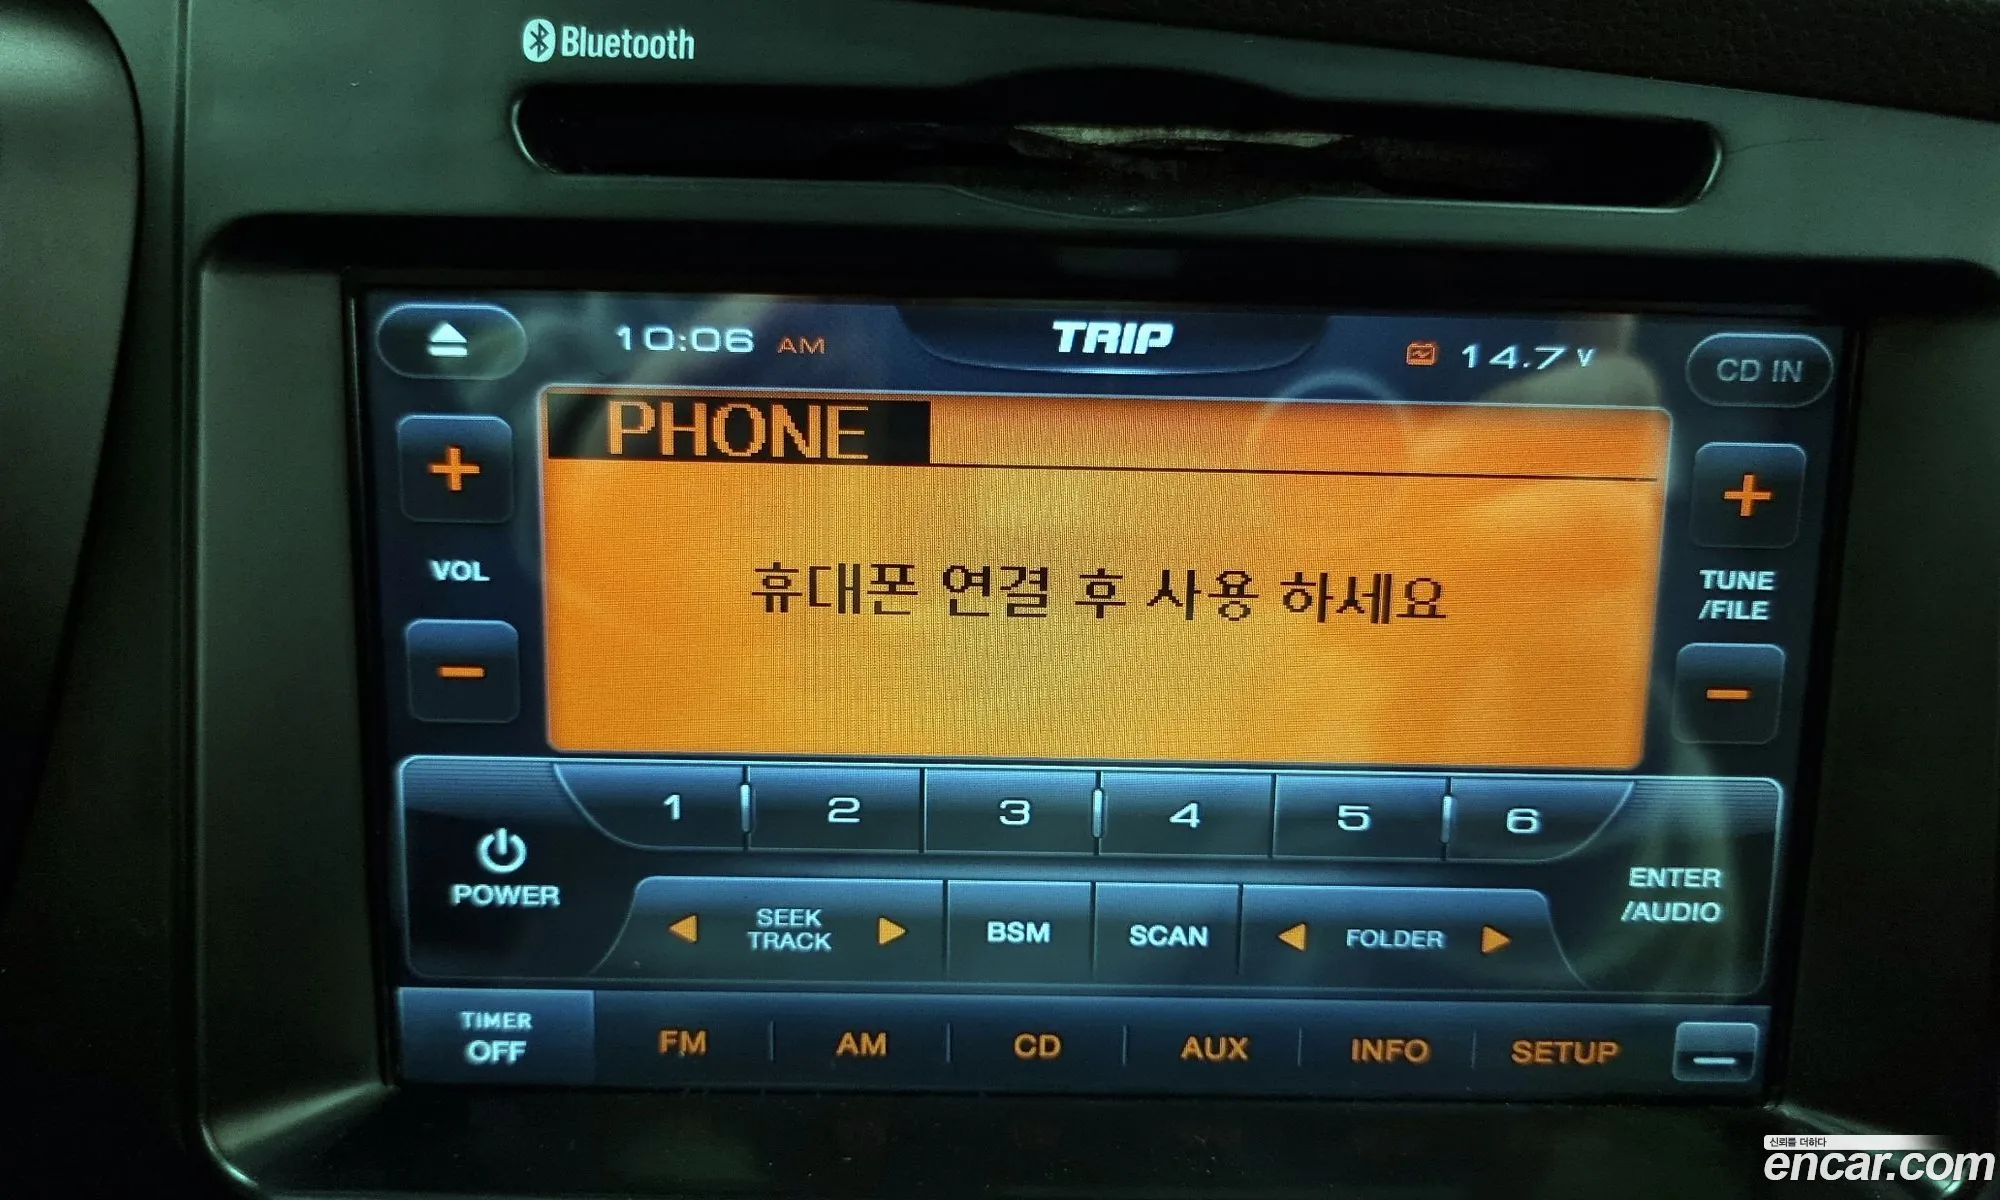 Bluetooth
10:06 AM
TRIP
14.7 V
CD IN
PHONE
휴대폰 연결 후 사용 하세요
+
VOL
−
+
TUNE
/FILE
−
1 2 3 4 5 6
POWER
SEEK
TRACK
BSM
SCAN
FOLDER
ENTER
/AUDIO
TIMER
OFF
FM AM CD AUX INFO SETUP
신뢰를 더하다
encar.com